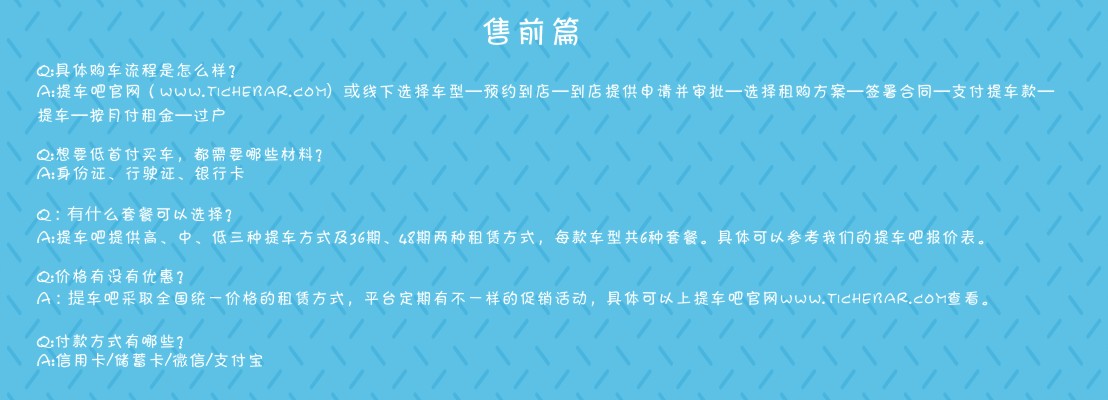 售前篇
Q:具体购车流程是怎么样?
A:提车吧官网（WWW.TICHEBAR.COM）或线下选择车型—预约到店—到店提供申请并审批—选择租购方案—签署合同—支付提车款—
提车—按月付租金—过户
Q:想要低首付买车，都需要哪些材料?
A:身份证、行驶证、银行卡
Q：有什么套餐可以选择?
A:提车吧提供高、中、低三种提车方式及36期、48期两种租赁方式，每款车型共6种套餐。具体可以参考我们的提车吧报价表。
Q:价格有没有优惠?
A：提车吧采取全国统一价格的租赁方式，平台定期有不一样的促销活动，具体可以上提车吧官网WWW.TICHEBAR.COM查看。
Q:付款方式有哪些?
A:信用卡/储蓄卡/微信/支付宝